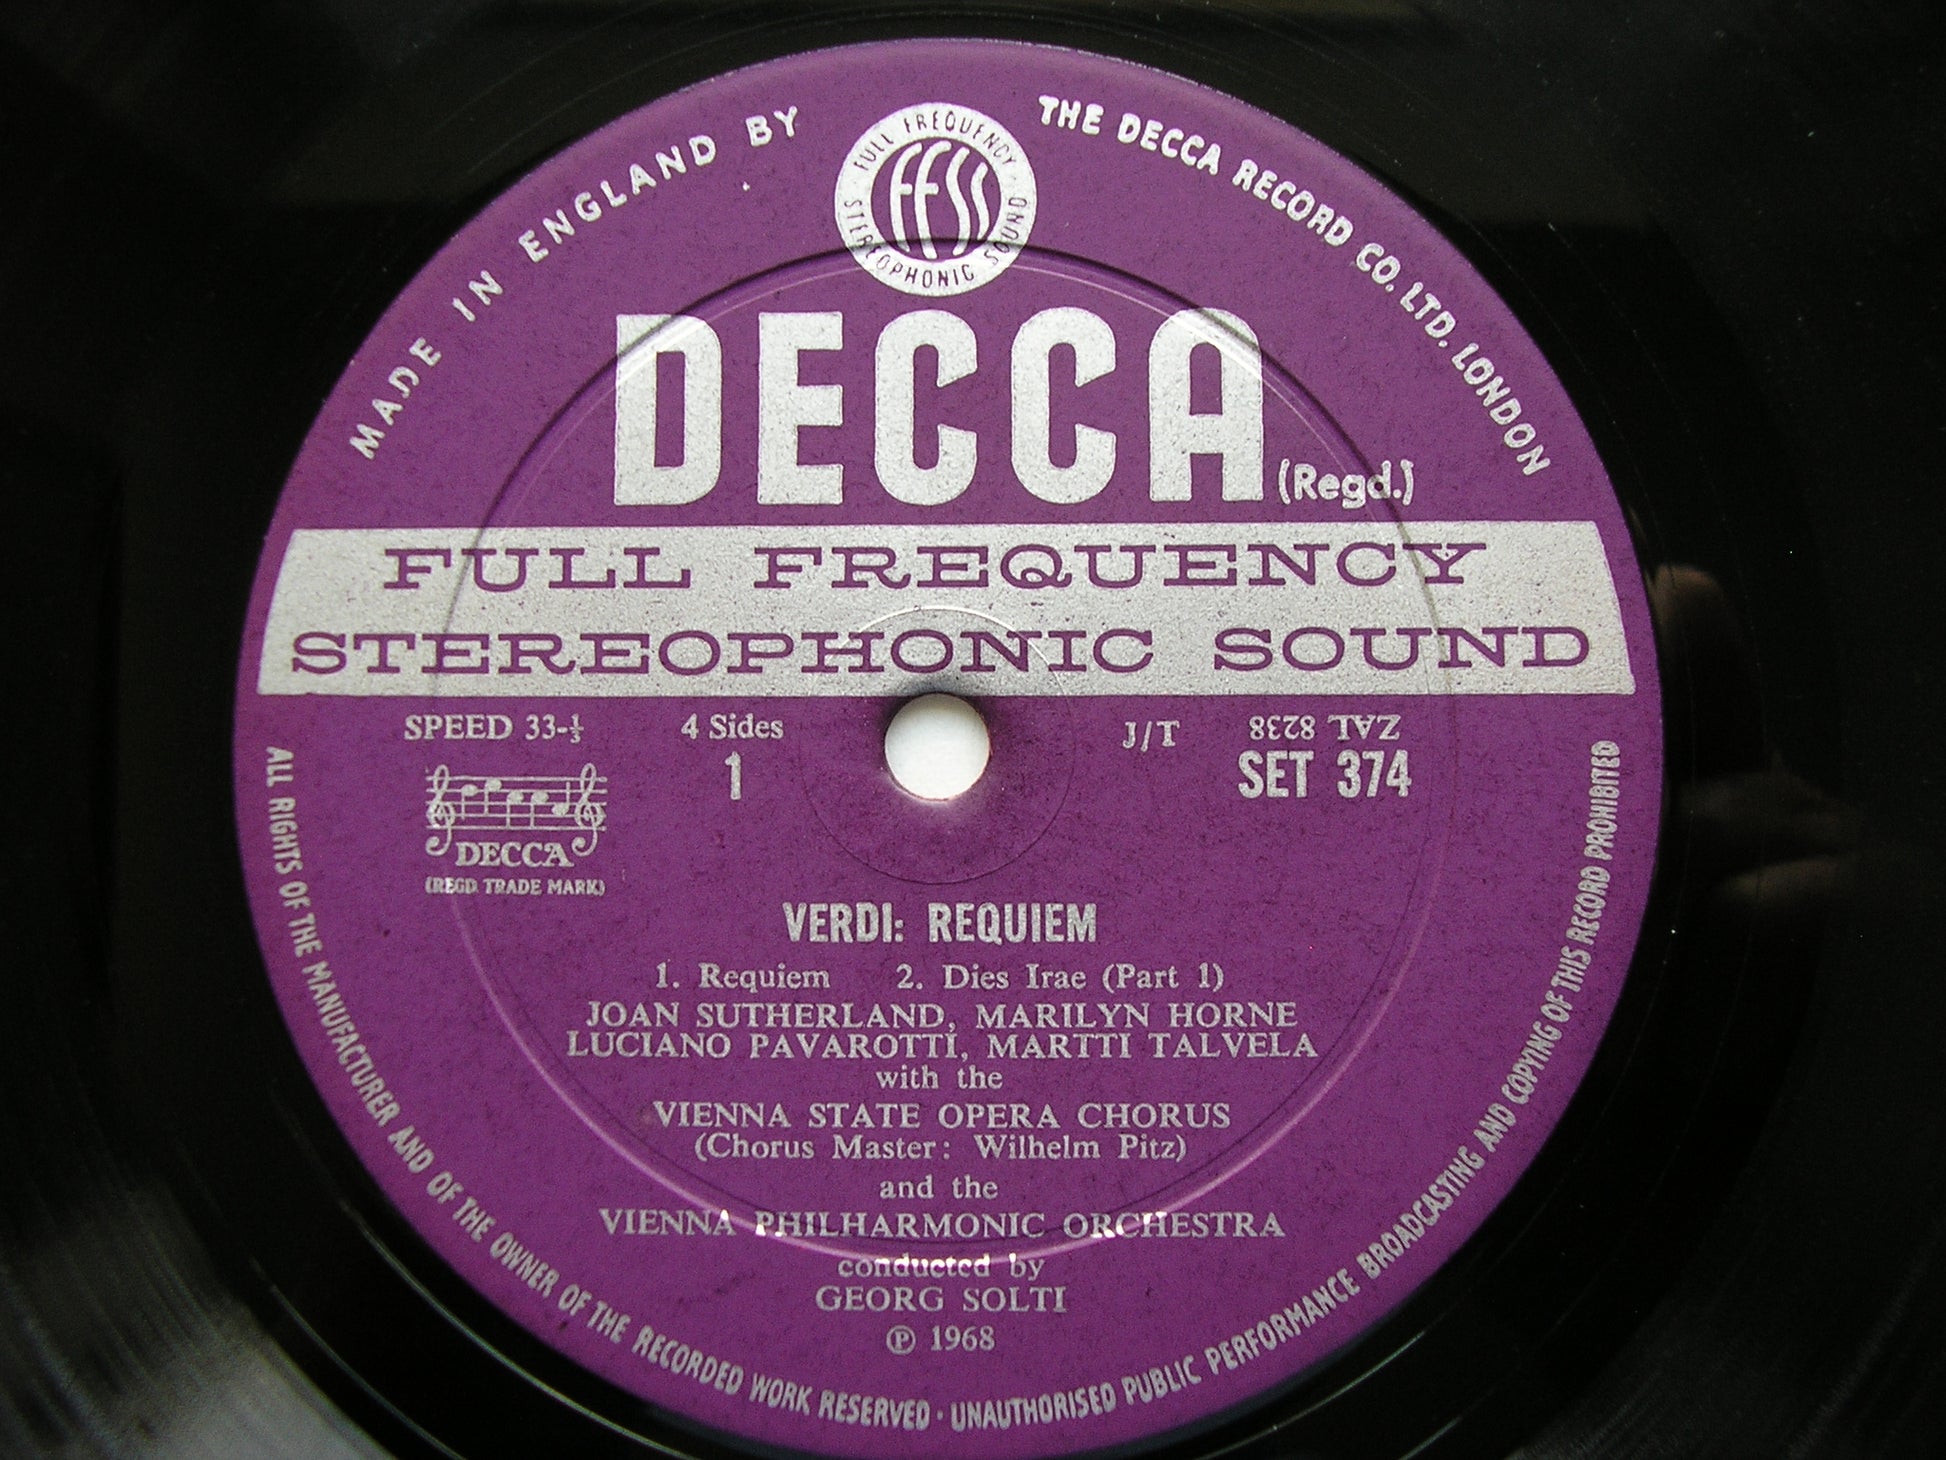 MADE IN ENGLAND BY
THE DECCA RECORD CO. LTD. LONDON
FULL FREQUENCY
ffss
STEREOPHONIC SOUND
DECCA (Regd.)
FULL FREQUENCY
STEREOPHONIC SOUND
SPEED 33-⅓
4 Sides
J/T
ZAL 8238
1
SET 374
DECCA
(REGD. TRADE MARK)
VERDI: REQUIEM
1. Requiem 2. Dies Irae (Part 1)
JOAN SUTHERLAND, MARILYN HORNE
LUCIANO PAVAROTTI, MARTTI TALVELA
with the
VIENNA STATE OPERA CHORUS
(Chorus Master: Wilhelm Pitz)
and the
VIENNA PHILHARMONIC ORCHESTRA
conducted by
GEORG SOLTI
℗ 1968
ALL RIGHTS OF THE MANUFACTURER AND OF THE OWNER OF THE RECORDED WORK RESERVED · UNAUTHORISED PUBLIC PERFORMANCE BROADCASTING AND COPYING OF THIS RECORD PROHIBITED